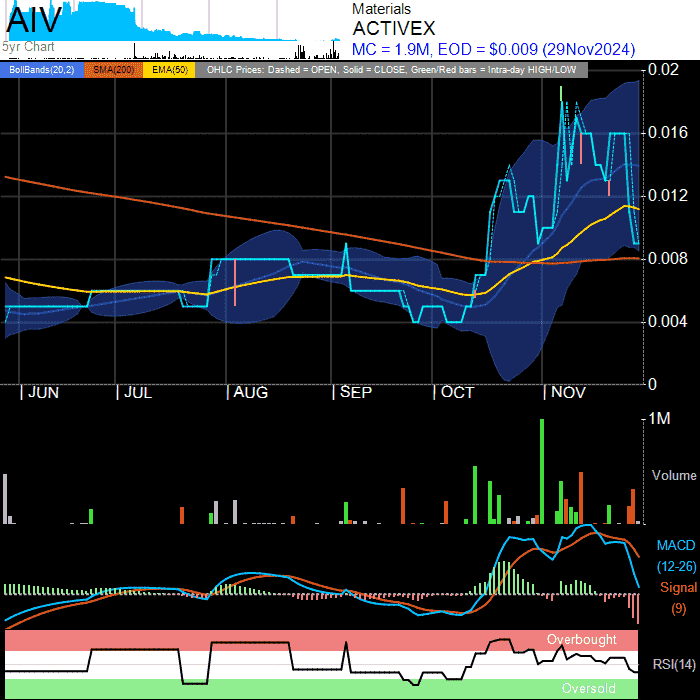 AIV
5yr Chart
Materials
ACTIVEX
MC = 1.9M, EOD = $0.009 (29Nov2024)
BollBands(20,2) SMA(200) EMA(50) OHLC Prices: Dashed = OPEN, Solid = CLOSE, Green/Red bars = Intra-day HIGH/LOW
0.02
0.016
0.012
0.008
0.004
0
JUN JUL AUG SEP OCT NOV
1M
Volume
MACD
(12-26)
Signal
(9)
Overbought
RSI(14)
Oversold